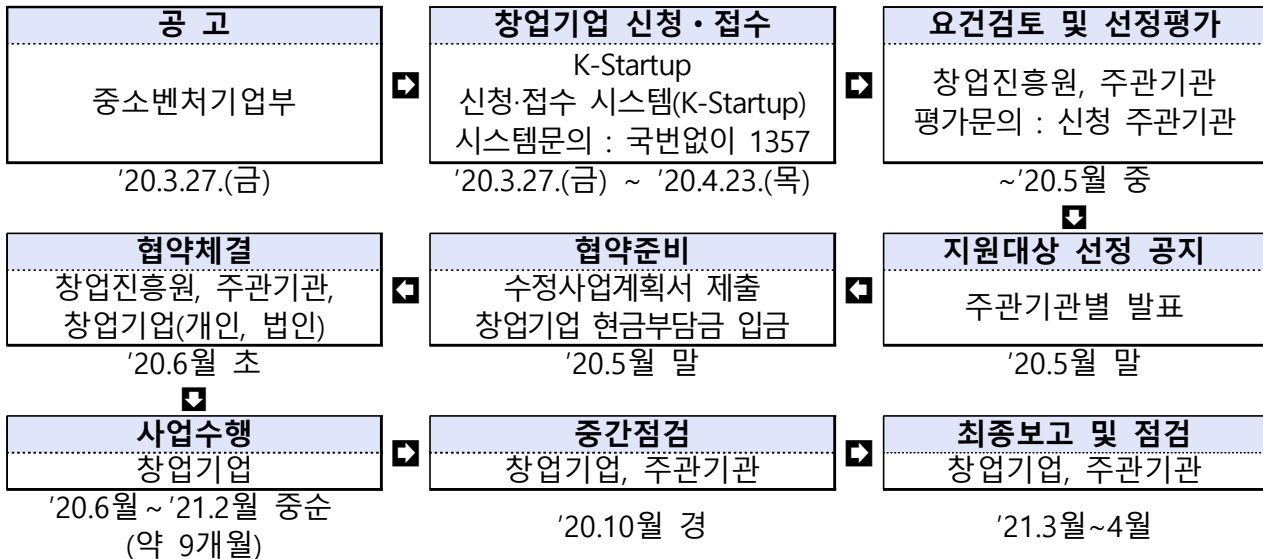 공 고
중소벤처기업부
'20.3.27.(금)
창업기업 신청·접수
K-Startup
신청·접수 시스템(K-Startup)
시스템문의 : 국번없이 1357
'20.3.27.(금) ~ '20.4.23.(목)
요건검토 및 선정평가
창업진흥원, 주관기관
평가문의 : 신청 주관기관
~'20.5월 중
지원대상 선정 공지
주관기관별 발표
'20.5월 말
협약준비
수정사업계획서 제출
창업기업 현금부담금 입금
'20.5월 말
협약체결
창업진흥원, 주관기관,
창업기업(개인, 법인)
'20.6월 초
사업수행
창업기업
'20.6월 ~ '21.2월 중순
(약 9개월)
중간점검
창업기업, 주관기관
'20.10월 경
최종보고 및 점검
창업기업, 주관기관
'21.3월~4월